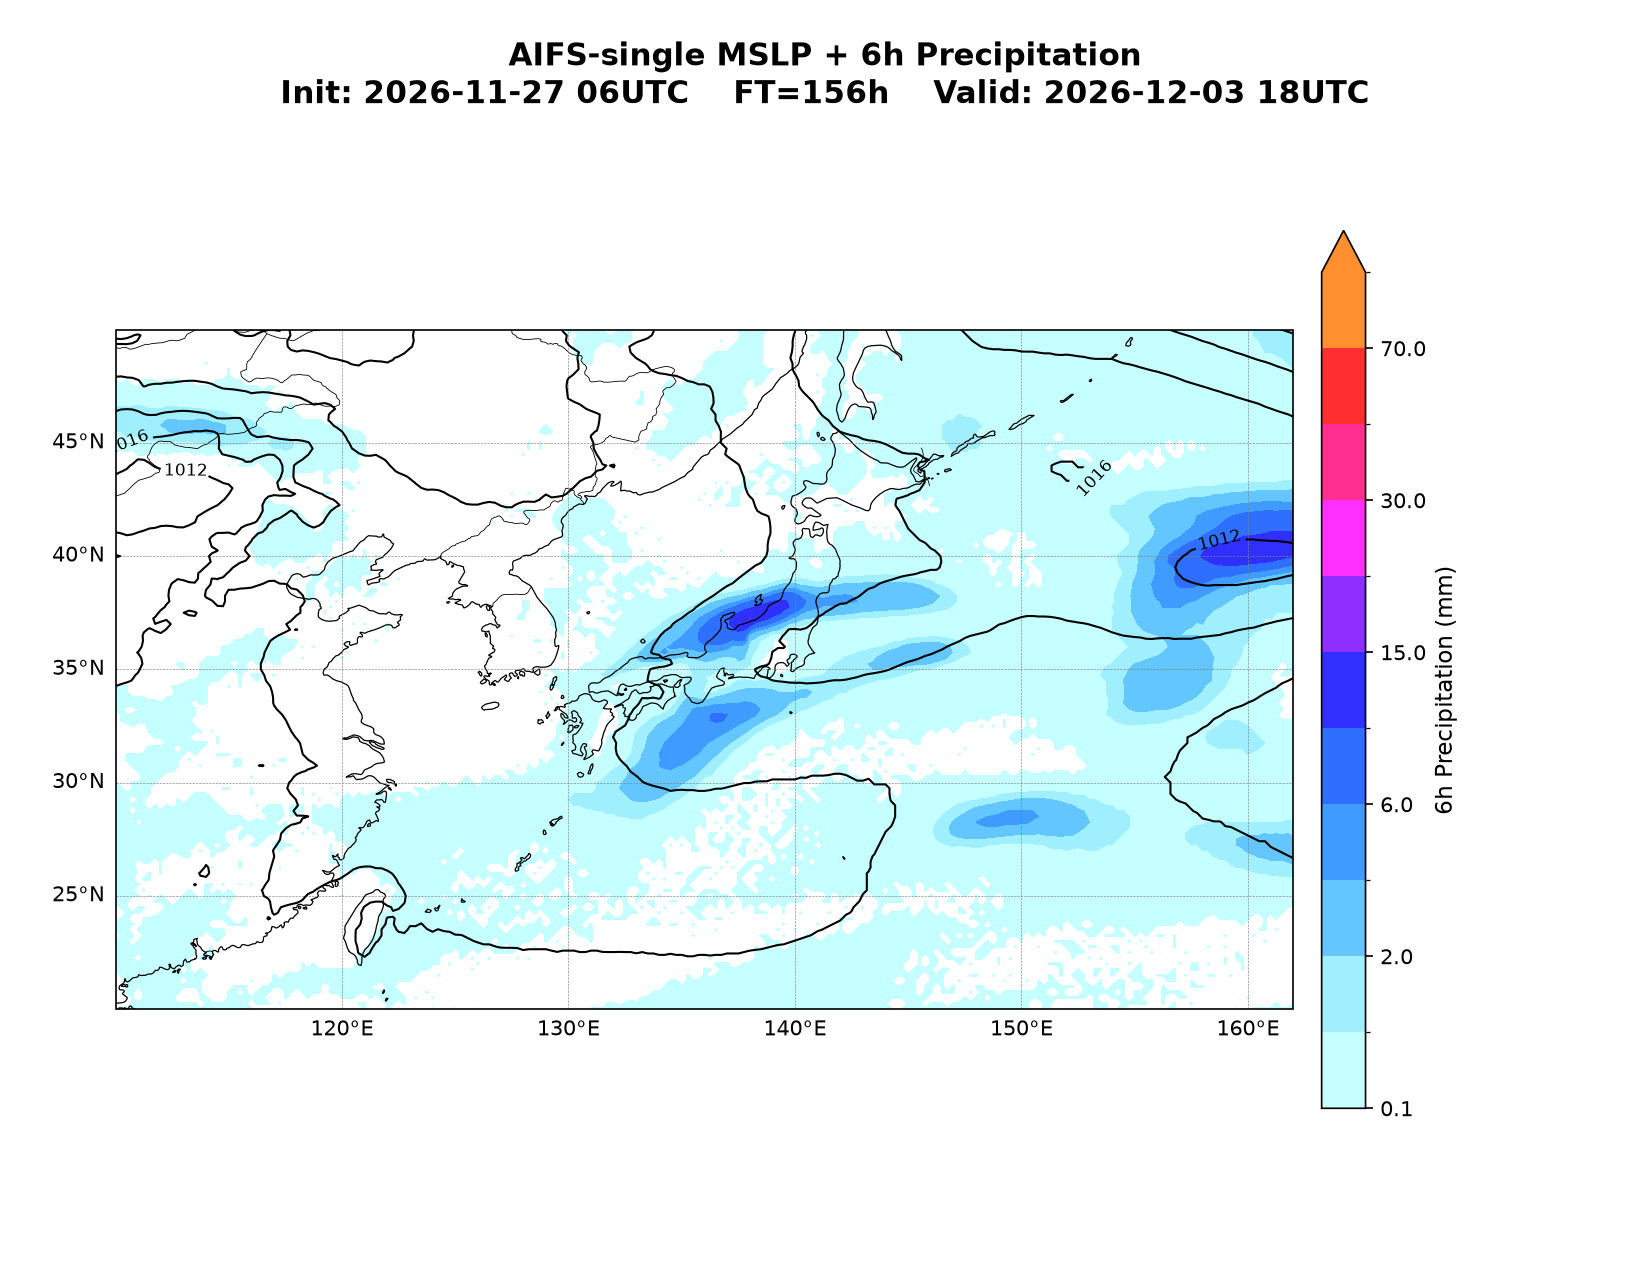 AIFS-single MSLP + 6h Precipitation
Init: 2026-11-27 06UTC    FT=156h    Valid: 2026-12-03 18UTC
45°N
40°N
35°N
30°N
25°N
120°E
130°E
140°E
150°E
160°E
016
1012
1016
1012
70.0
30.0
15.0
6.0
2.0
0.1
6h Precipitation (mm)